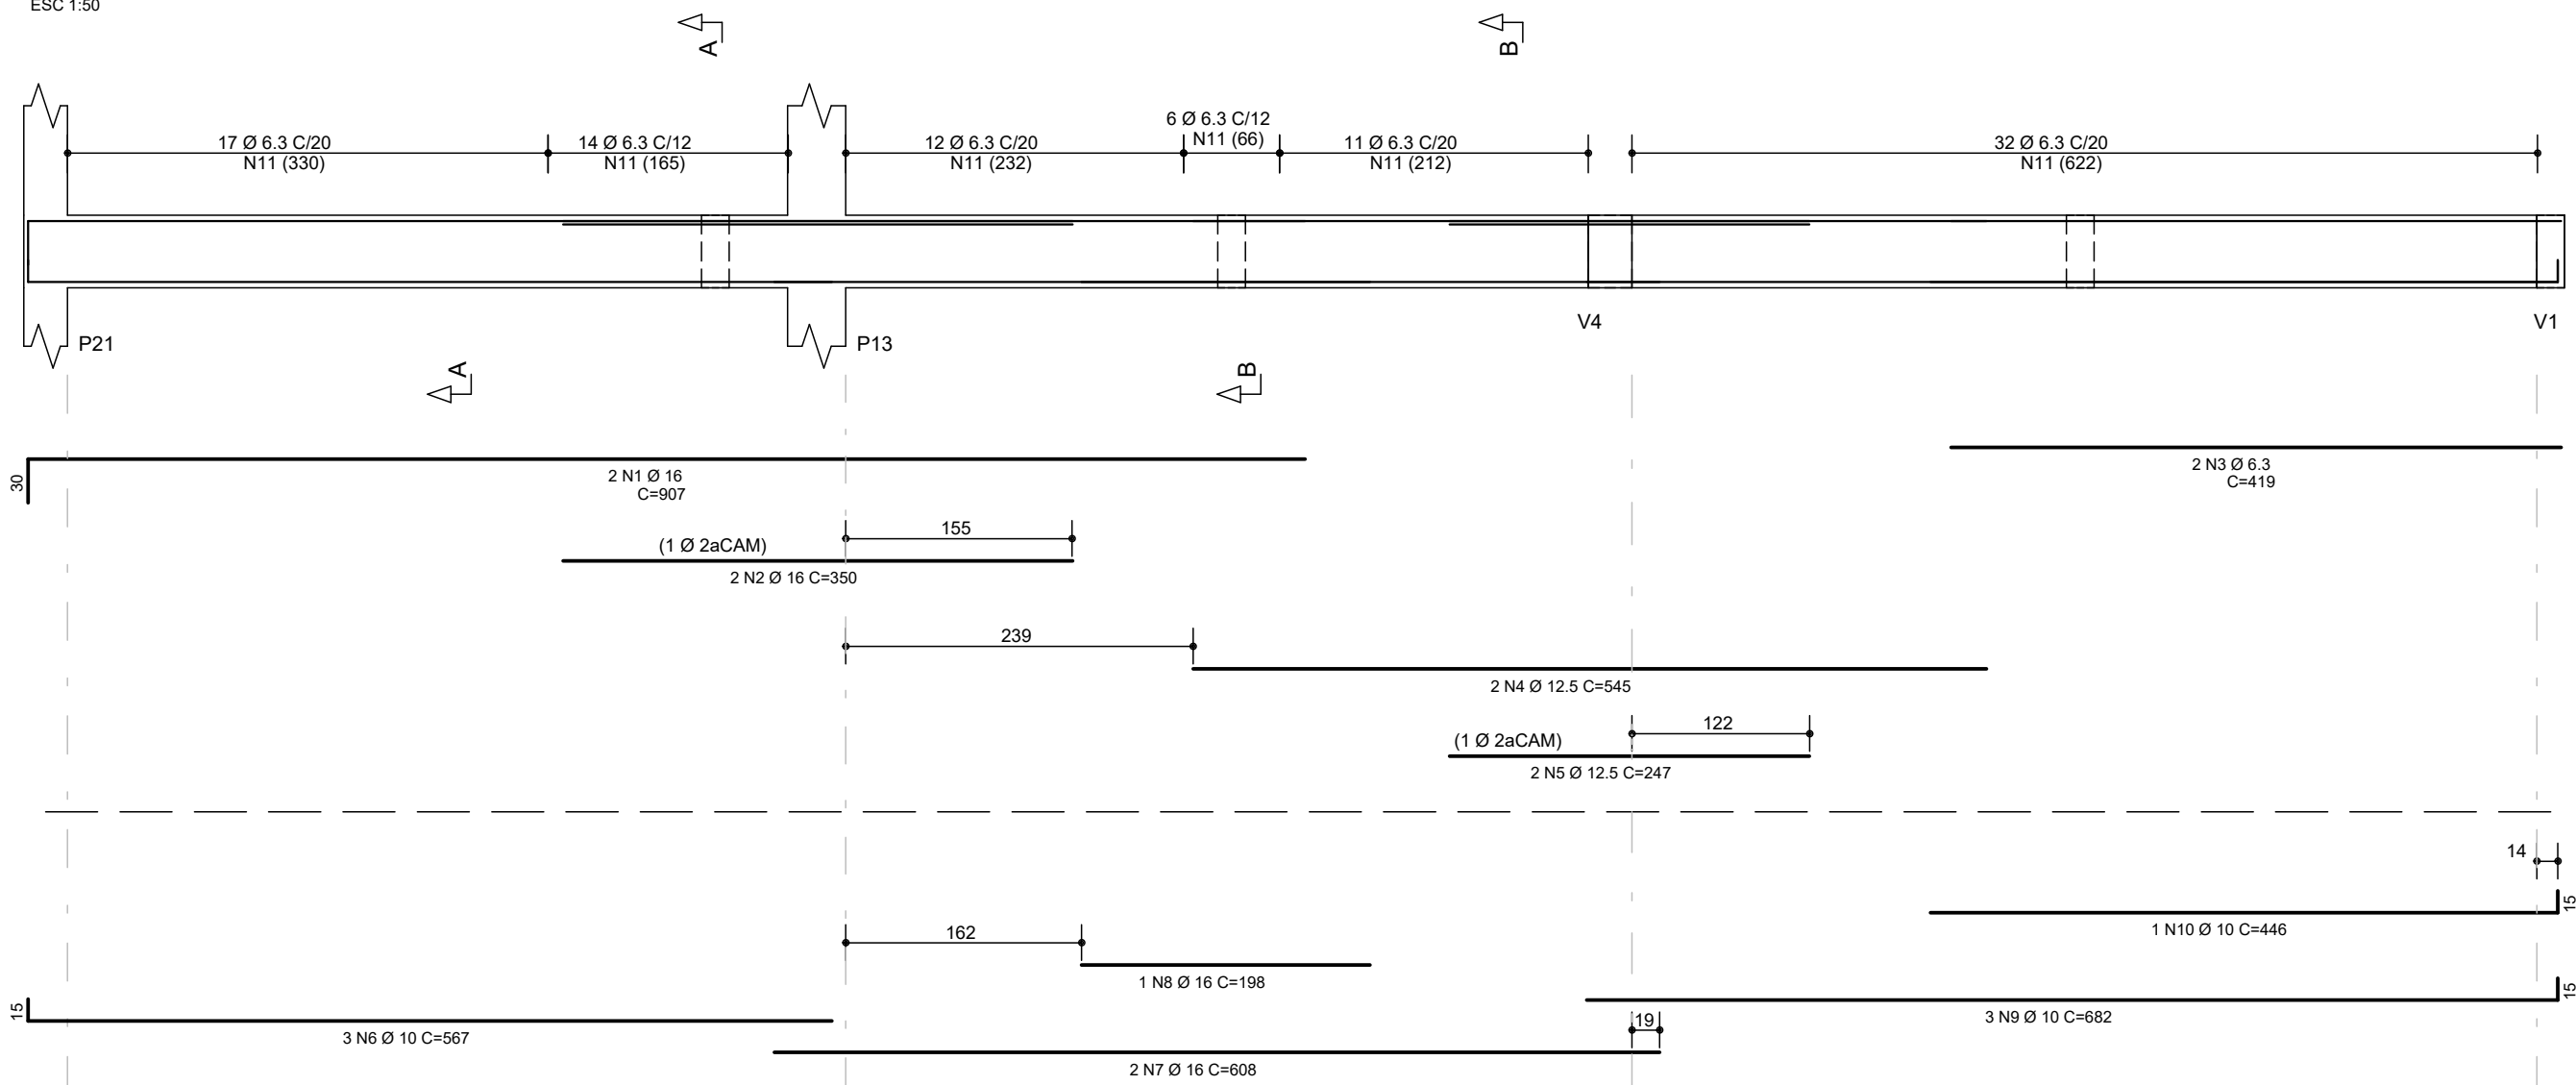 ESC 1:50
A
B
17 Ø 6.3 C/20
N11 (330)
14 Ø 6.3 C/12
N11 (165)
12 Ø 6.3 C/20
N11 (232)
6 Ø 6.3 C/12
N11 (66)
11 Ø 6.3 C/20
N11 (212)
32 Ø 6.3 C/20
N11 (622)
P21
P13
V4
V1
A
B
30
2 N1 Ø 16
C=907
2 N3 Ø 6.3
C=419
155
(1 Ø 2aCAM)
2 N2 Ø 16 C=350
239
2 N4 Ø 12.5 C=545
122
(1 Ø 2aCAM)
2 N5 Ø 12.5 C=247
14
15
1 N10 Ø 10 C=446
162
1 N8 Ø 16 C=198
15
3 N9 Ø 10 C=682
15
3 N6 Ø 10 C=567
19
2 N7 Ø 16 C=608